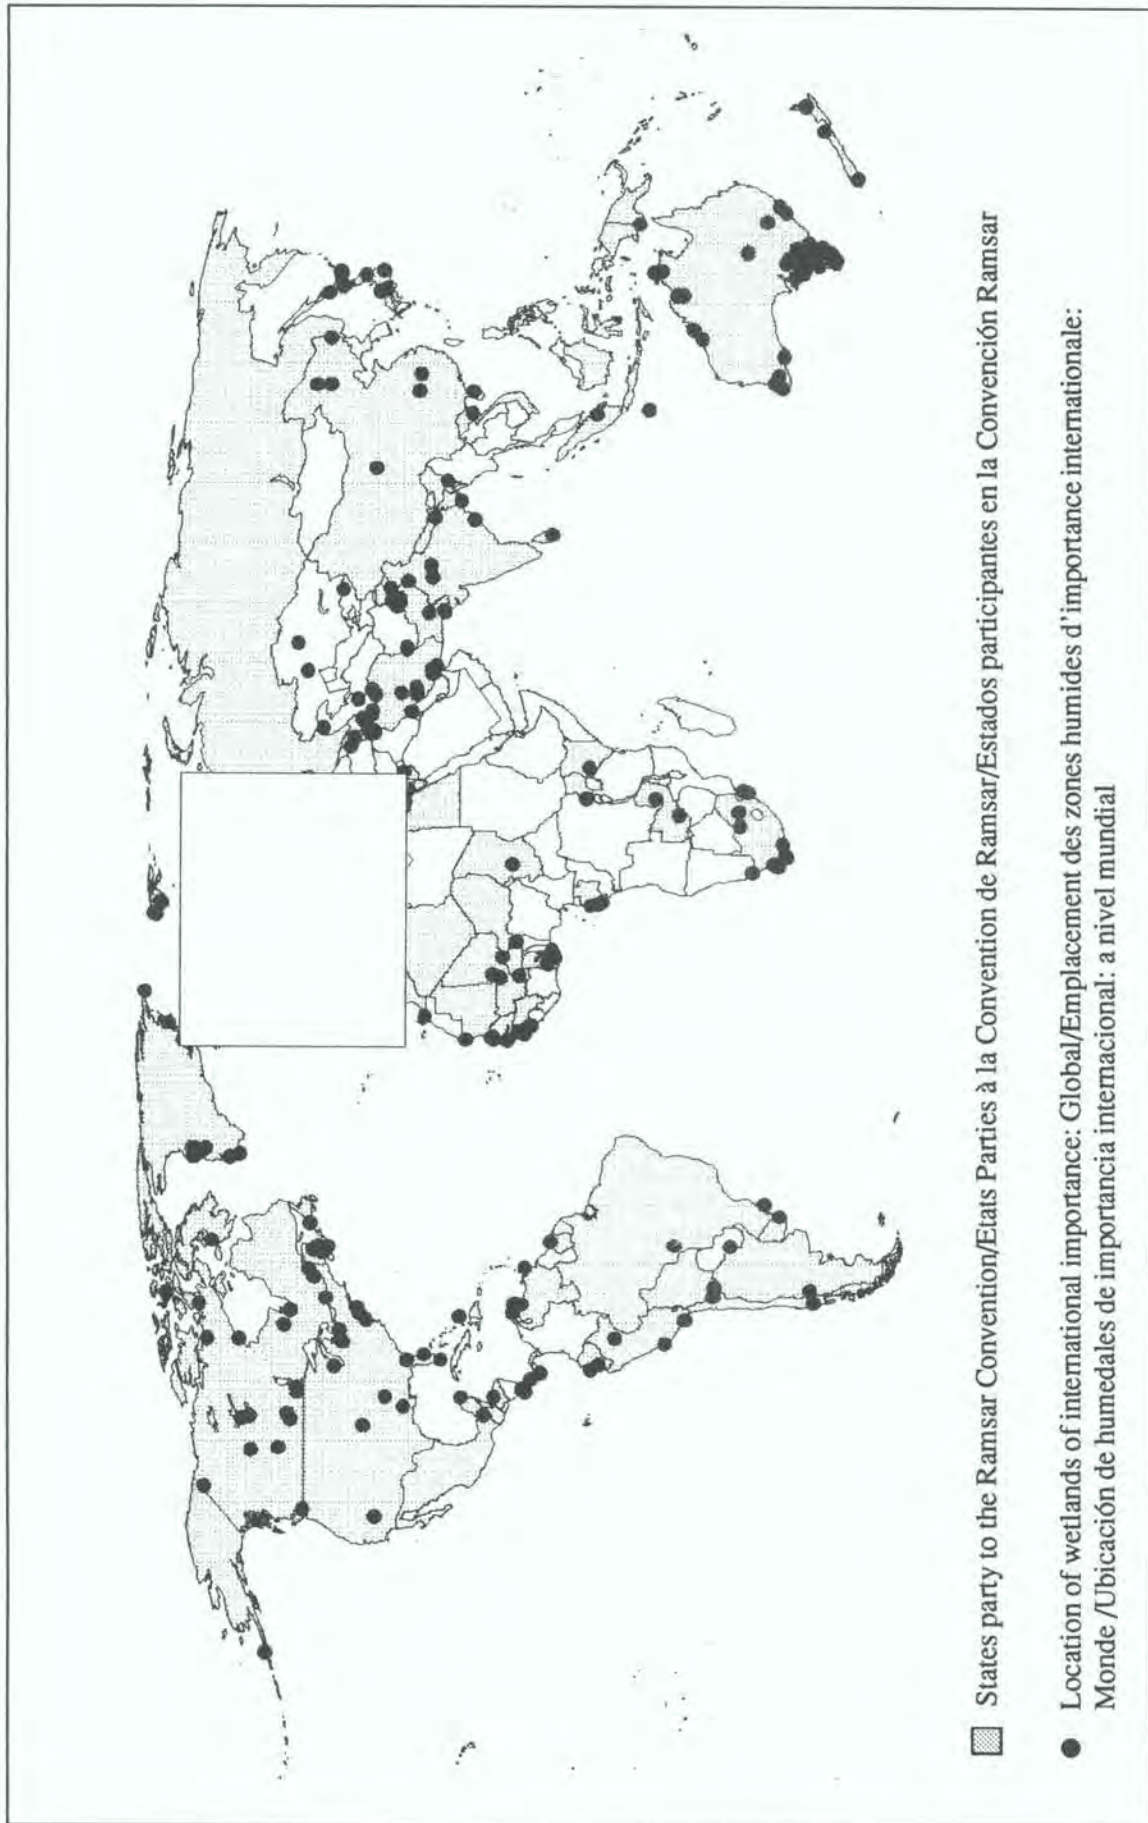 States party to the Ramsar Convention/Etats Parties à la Convention de Ramsar/Estados participantes en la Convención Ramsar
Location of wetlands of international importance: Global/Emplacement des zones humides d'importance internationale:
Monde /Ubicación de humedales de importancia internacional: a nivel mundial